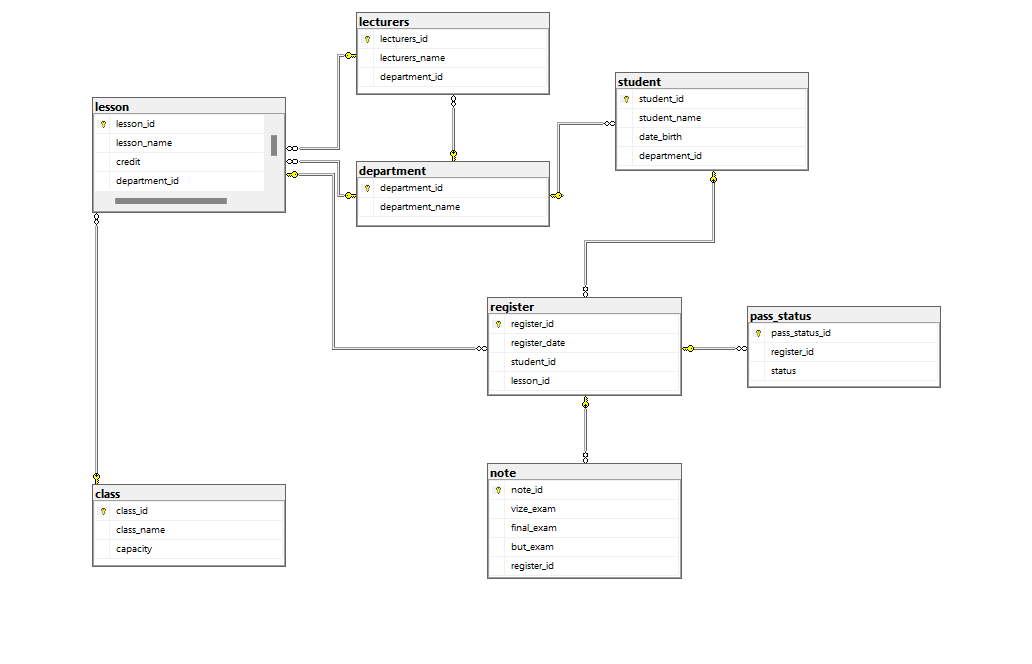 lecturers
lecturers_id
lecturers_name
department_id
student
student_id
student_name
date_birth
department_id
lesson
lesson_id
lesson_name
credit
department_id
department
department_id
department_name
register
register_id
register_date
student_id
lesson_id
pass_status
pass_status_id
register_id
status
class
class_id
class_name
capacity
note
note_id
vize_exam
final_exam
but_exam
register_id